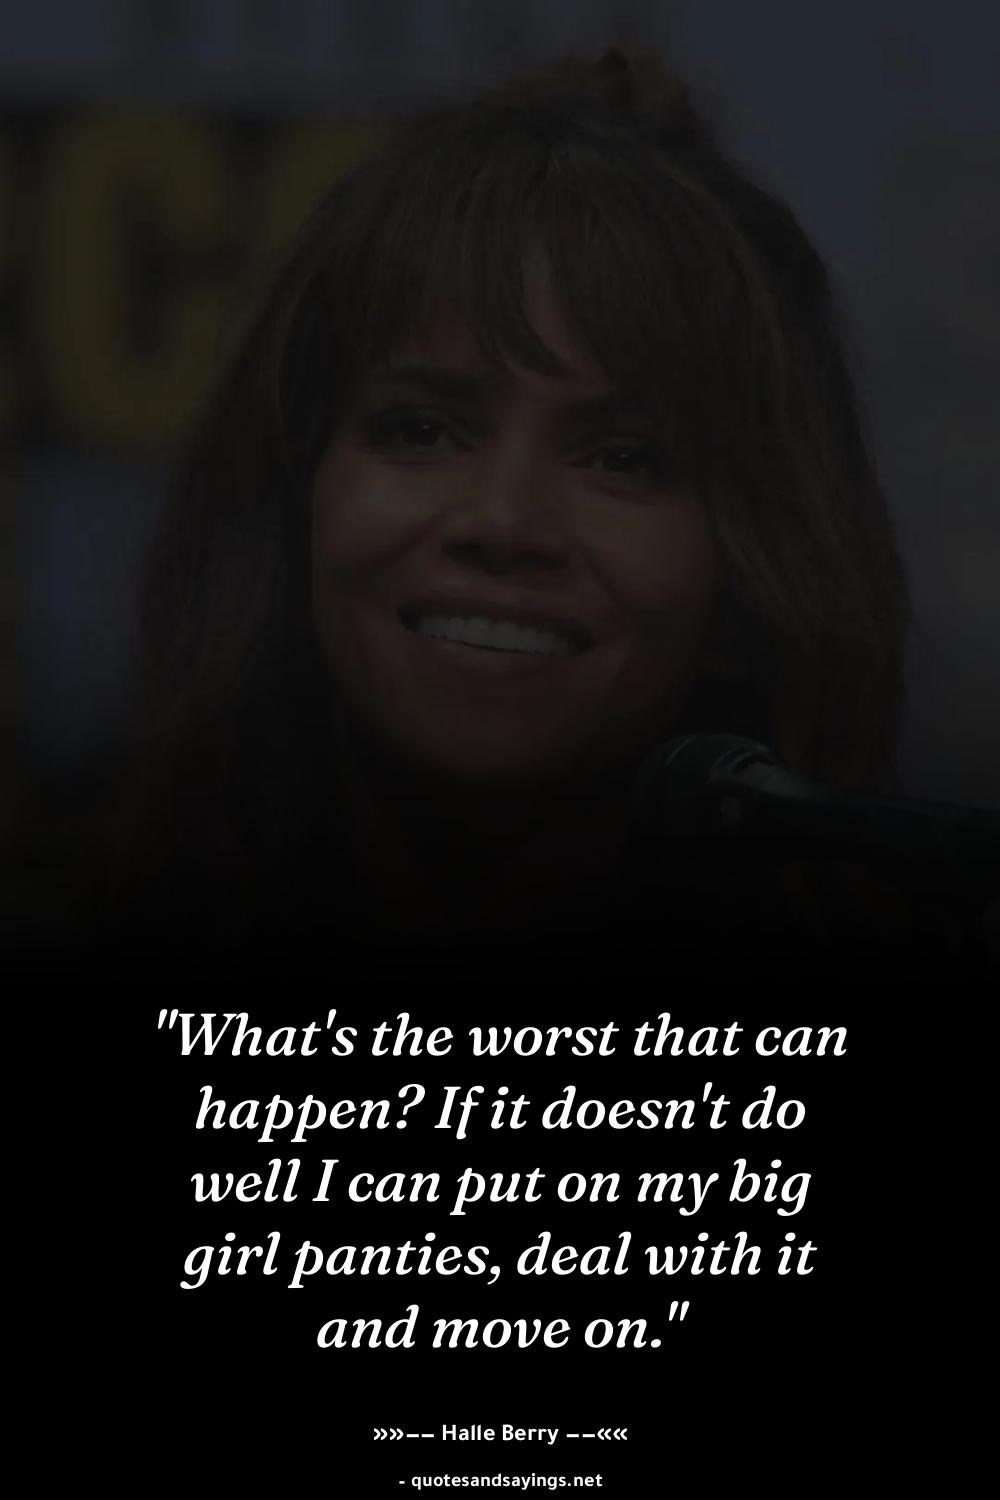 "What's the worst that can
happen? If it doesn't do
well I can put on my big
girl panties, deal with it
and move on."
»»—— Halle Berry ——««
- quotesandsayings.net